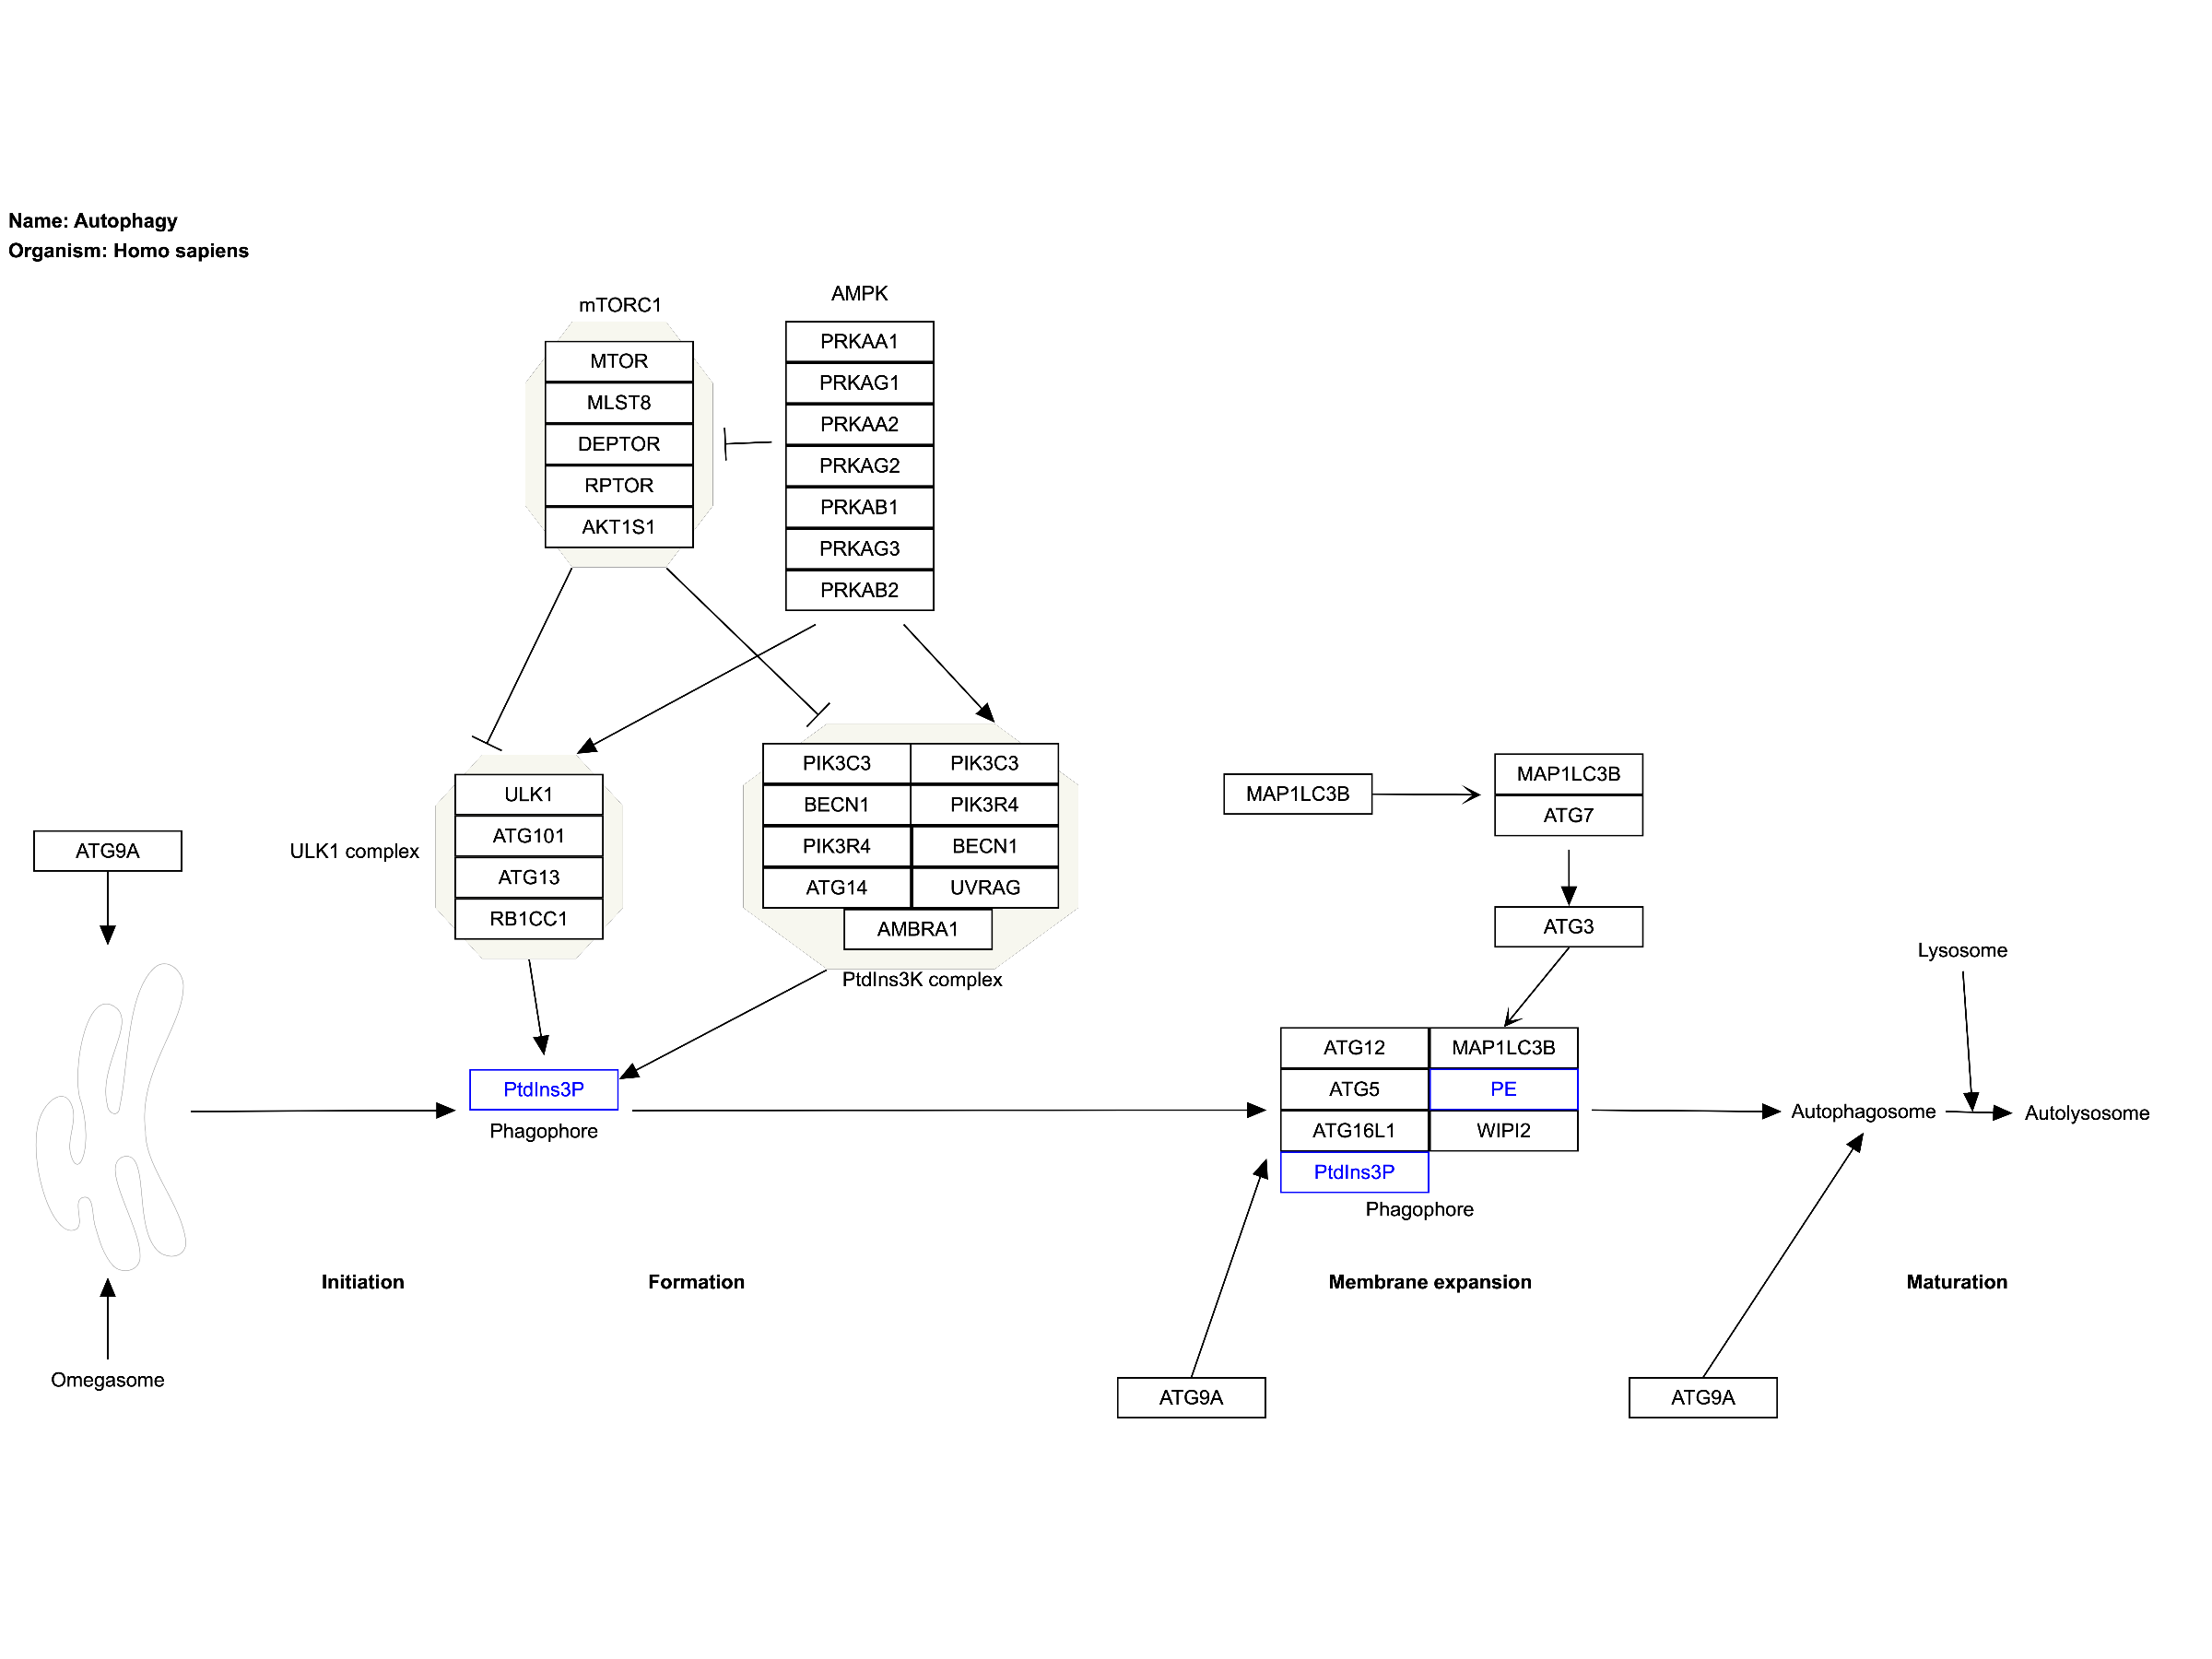 Name: Autophagy
Organism: Homo sapiens
mTORC1
MTOR
MLST8
DEPTOR
RPTOR
AKT1S1
AMPK
PRKAA1
PRKAG1
PRKAA2
PRKAG2
PRKAB1
PRKAG3
PRKAB2
ATG9A
Omegasome
ULK1 complex
ULK1
ATG101
ATG13
RB1CC1
PIK3C3 PIK3C3
BECN1 PIK3R4
PIK3R4 BECN1
ATG14 UVRAG
AMBRA1
PtdIns3K complex
PtdIns3P
Phagophore
MAP1LC3B
MAP1LC3B
ATG7
ATG3
ATG12 MAP1LC3B
ATG5 PE
ATG16L1 WIPI2
PtdIns3P
Phagophore
Lysosome
Autophagosome
Autolysosome
Initiation
Formation
Membrane expansion
Maturation
ATG9A
ATG9A